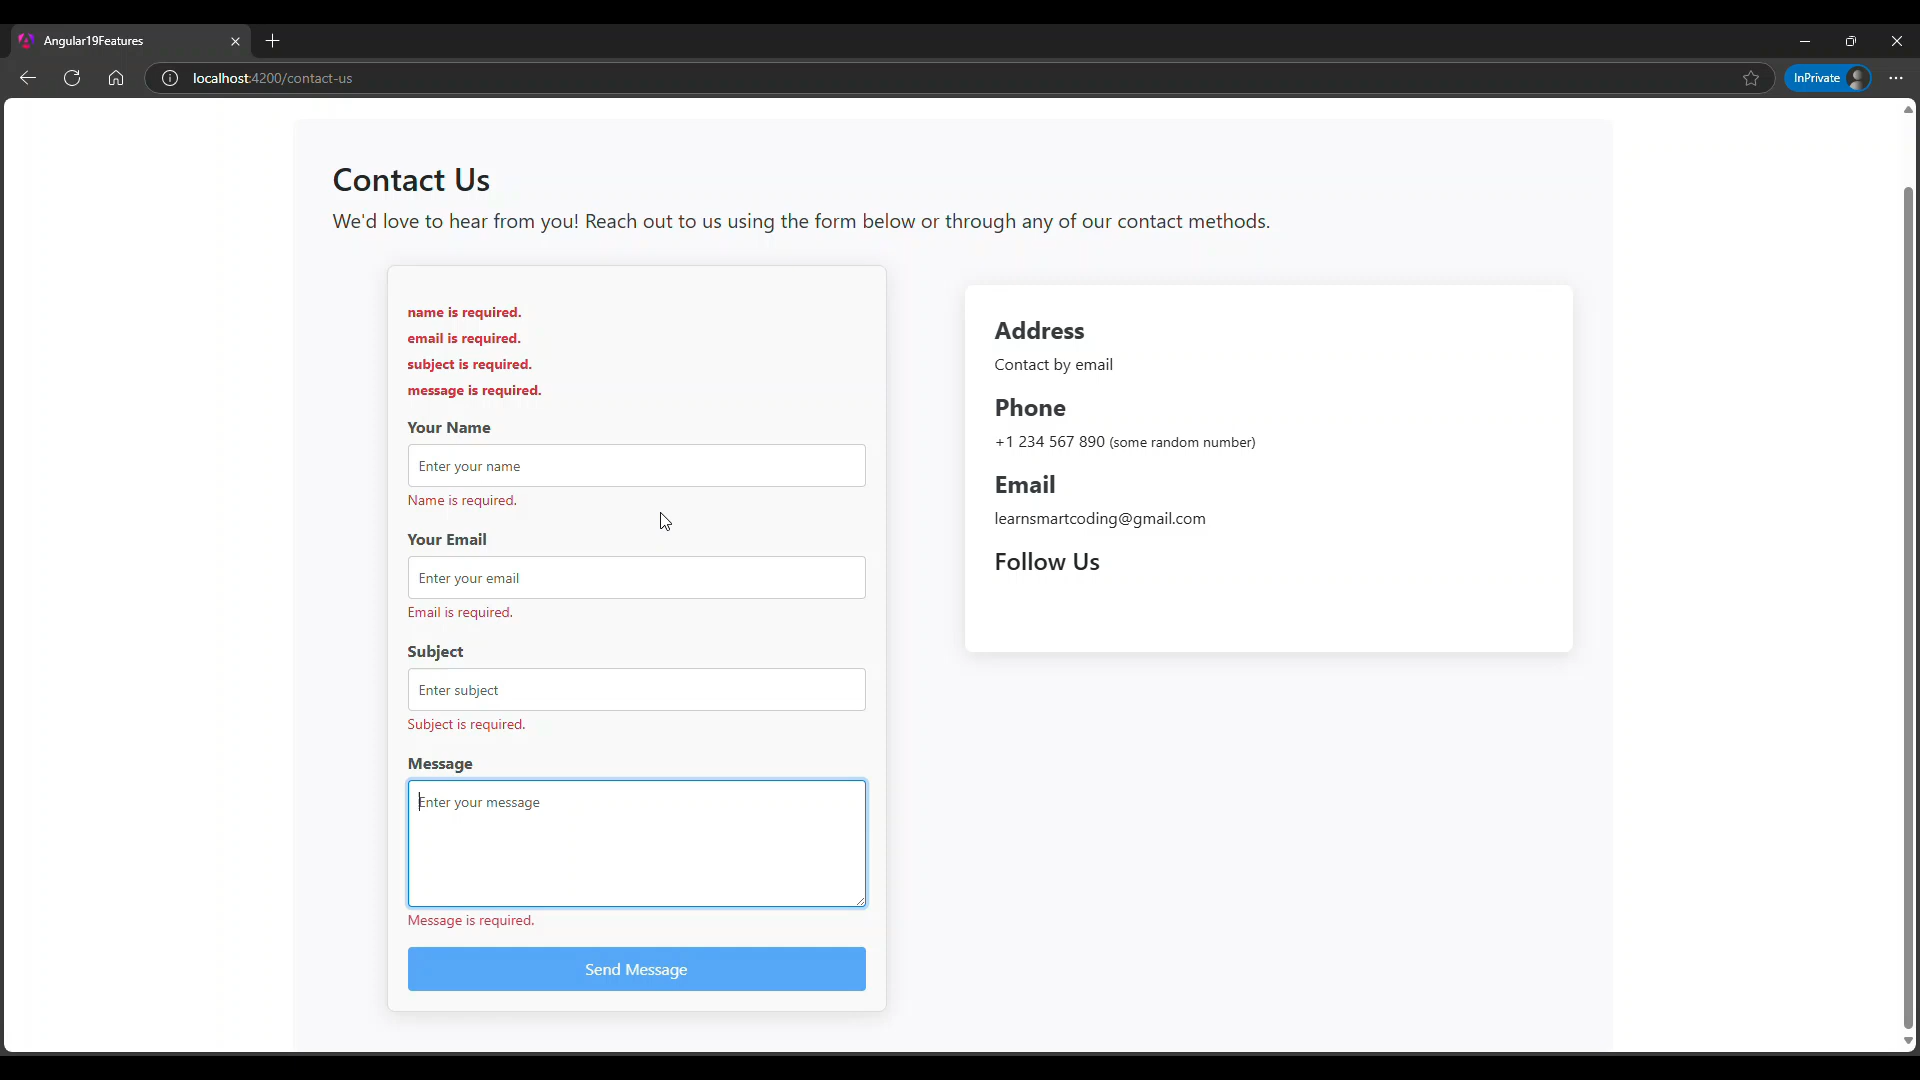 Angular19Features
localhost:4200/contact-us
InPrivate
Contact Us
We'd love to hear from you! Reach out to us using the form below or through any of our contact methods.
name is required.
email is required.
subject is required.
message is required.
Your Name
Enter your name
Name is required.
Your Email
Enter your email
Email is required.
Subject
Enter subject
Subject is required.
Message
Enter your message
Message is required.
Send Message
Address
Contact by email
Phone
+1 234 567 890 (some random number)
Email
learnsmartcoding@gmail.com
Follow Us